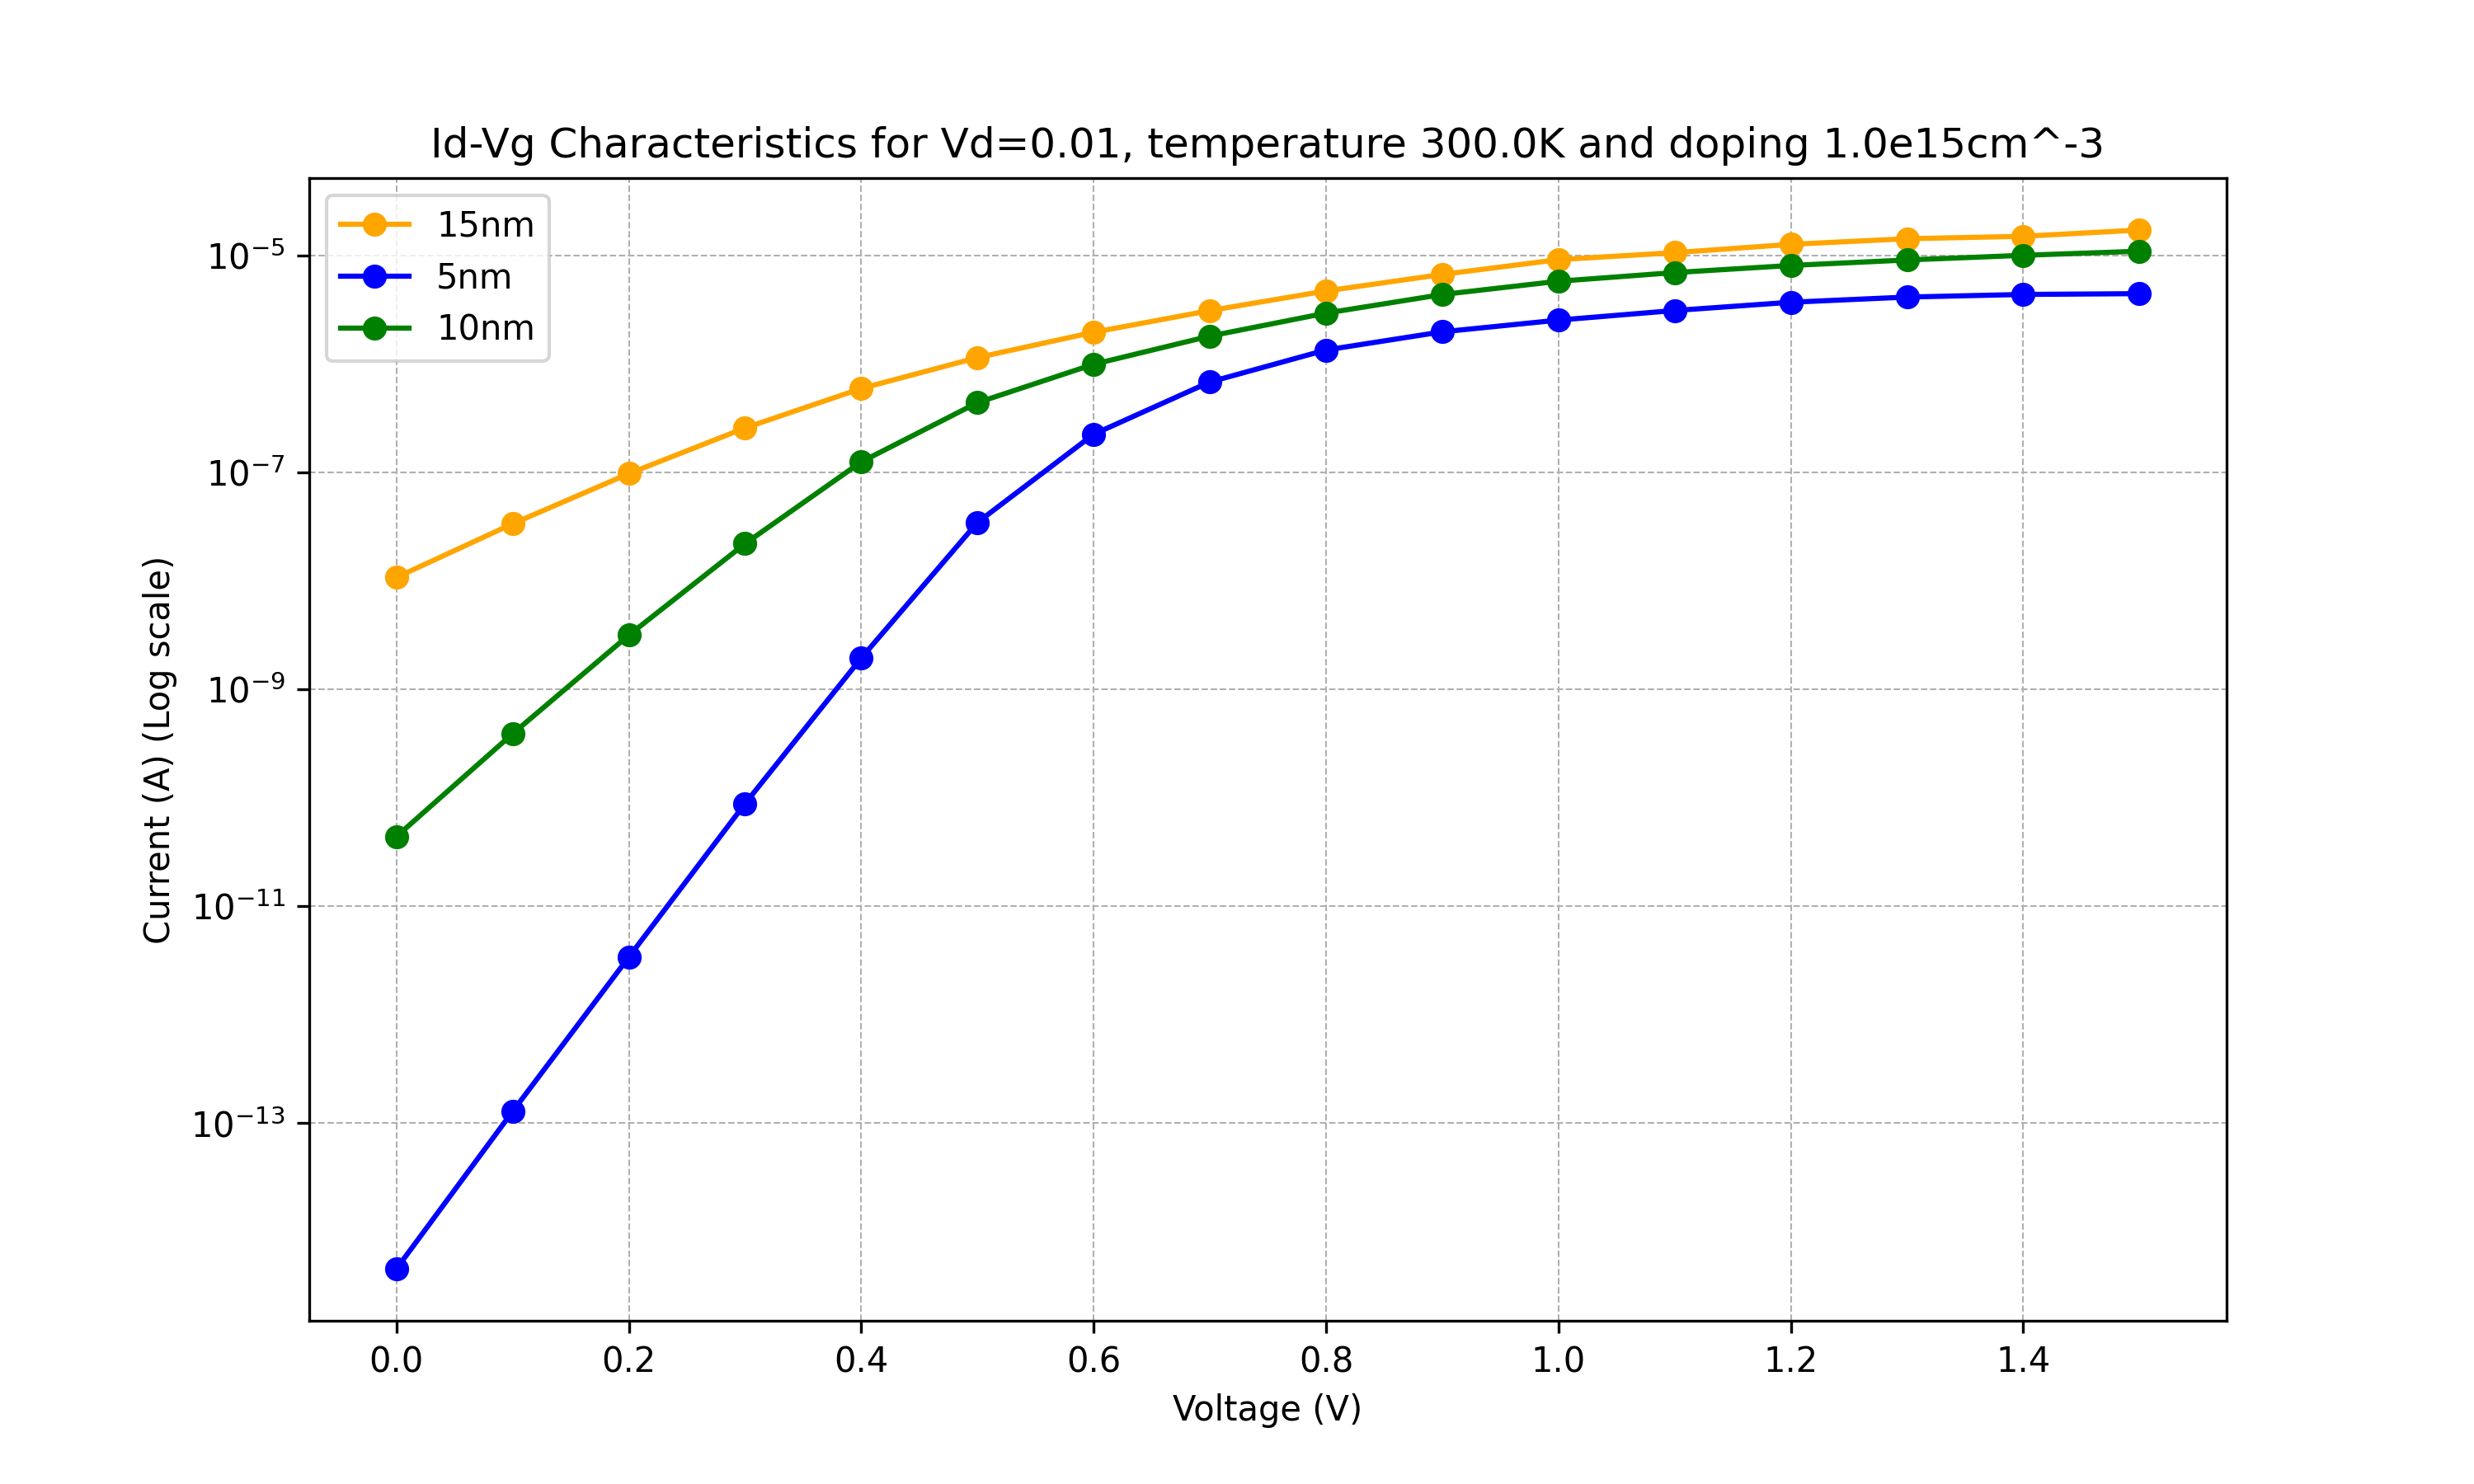 Id-Vg Characteristics for Vd=0.01, temperature 300.0K and doping 1.0e15cm^-3
15nm
5nm
10nm
Current (A) (Log scale)
10⁻⁵
10⁻⁷
10⁻⁹
10⁻¹¹
10⁻¹³
0.0 0.2 0.4 0.6 0.8 1.0 1.2 1.4
Voltage (V)